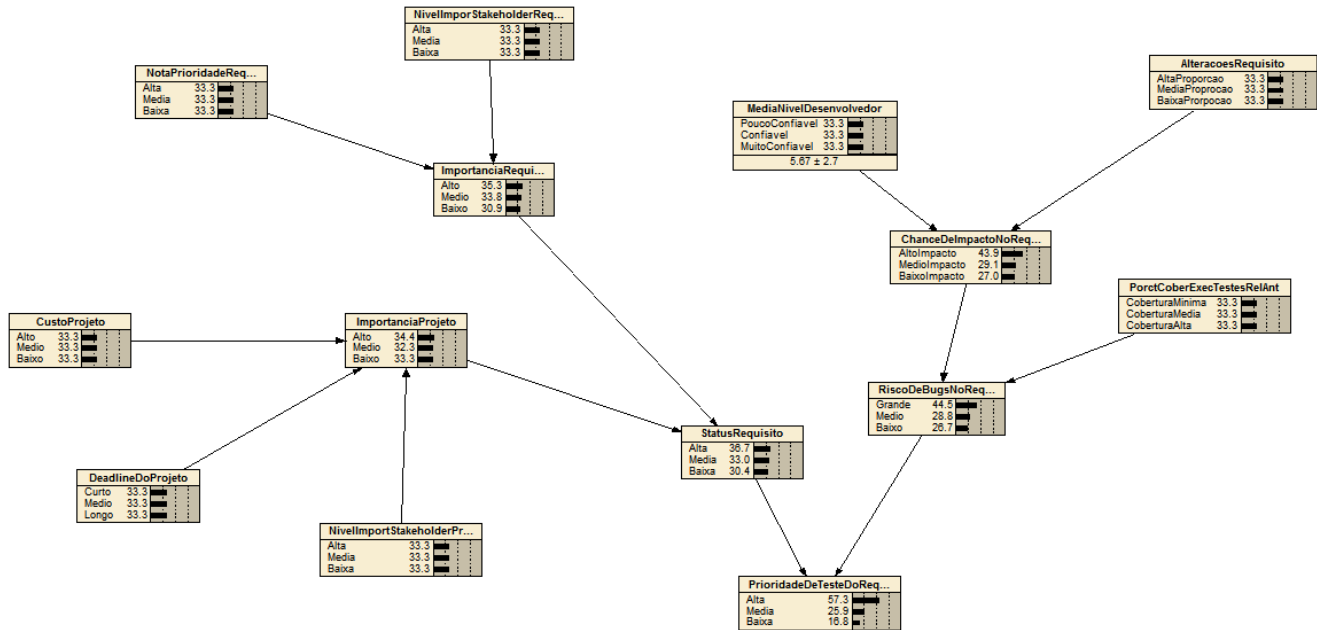 NivelImporStakeholderReq...
Alta 33.3
Media 33.3
Baixa 33.3
NotaPrioridadeReq...
Alta 33.3
Media 33.3
Baixa 33.3
AlteracoesRequisito
AltaProporcao 33.3
MediaProprocao 33.3
BaixaProrpocao 33.3
MediaNivelDesenvolvedor
PoucoConfiavel 33.3
Confiavel 33.3
MuitoConfiavel 33.3
5.67 ± 2.7
ImportanciaRequi...
Alto 35.3
Medio 33.8
Baixo 30.9
ChanceDeImpactoNoReq...
AltoImpacto 43.9
MedioImpacto 29.1
BaixoImpacto 27.0
PorctCoberExecTestesRelAnt
CoberturaMinima 33.3
CoberturaMedia 33.3
CoberturaAlta 33.3
CustoProjeto
Alto 33.3
Medio 33.3
Baixo 33.3
ImportanciaProjeto
Alto 34.4
Medio 32.3
Baixo 33.3
RiscoDeBugsNoReq...
Grande 44.5
Medio 28.8
Baixo 26.7
StatusRequisito
Alta 36.7
Media 33.0
Baixa 30.4
DeadlineDoProjeto
Curto 33.3
Medio 33.3
Longo 33.3
NivelImportStakeholderPr...
Alta 33.3
Media 33.3
Baixa 33.3
PrioridadeDeTesteDoReq...
Alta 57.3
Media 25.9
Baixa 16.8